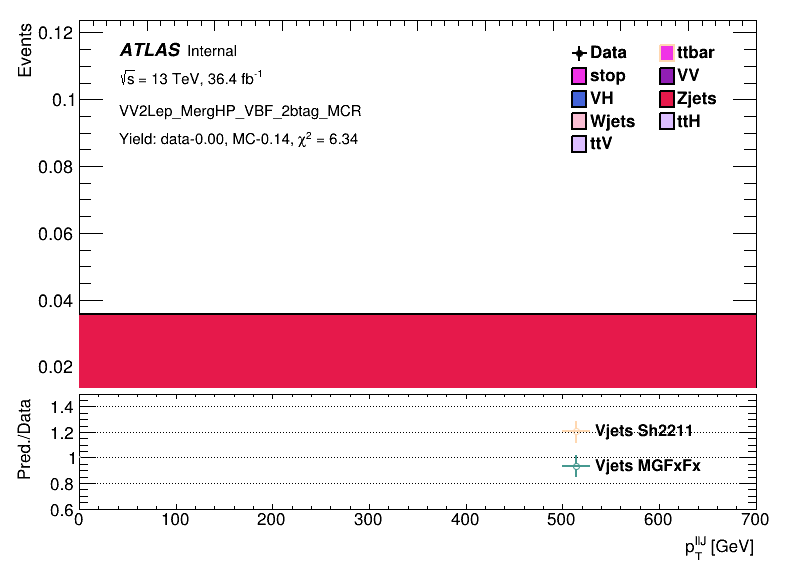 Events
0.12
0.1
0.08
0.06
0.04
0.02
ATLAS Internal
√s = 13 TeV, 36.4 fb⁻¹
VV2Lep_MergHP_VBF_2btag_MCR
Yield: data-0.00, MC-0.14, χ² = 6.34
Data ttbar
stop VV
VH Zjets
Wjets ttH
ttV
Pred./Data
1.4
1.2
1
0.8
0.6
Vjets Sh2211
Vjets MGFxFx
0 100 200 300 400 500 600 700
p_T^llJ [GeV]